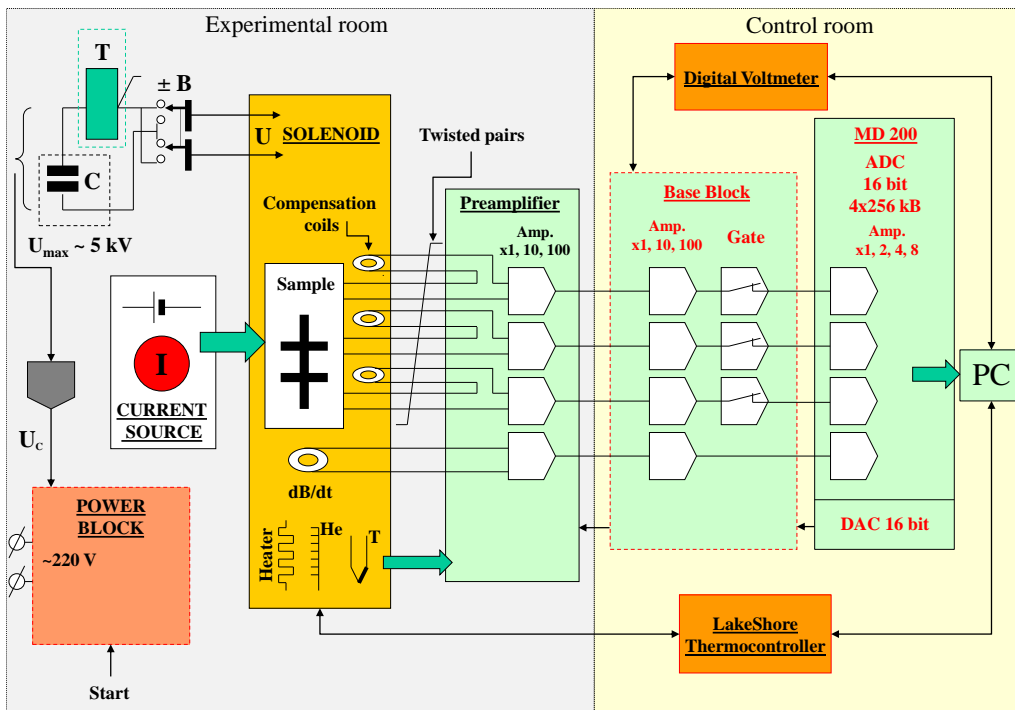 Experimental room
Control room
T
± B
C
Umax ~ 5 kV
U
SOLENOID
Twisted pairs
Compensation
coils
Sample
Preamplifier
Amp.
x1, 10, 100
Digital Voltmeter
Base Block
Amp.
x1, 10, 100
Gate
MD 200
ADC
16 bit
4x256 kB
Amp.
x1, 2, 4, 8
PC
I
CURRENT
SOURCE
UC
dB/dt
Heater
He
T
POWER
BLOCK
~220 V
Start
DAC 16 bit
LakeShore
Thermocontroller